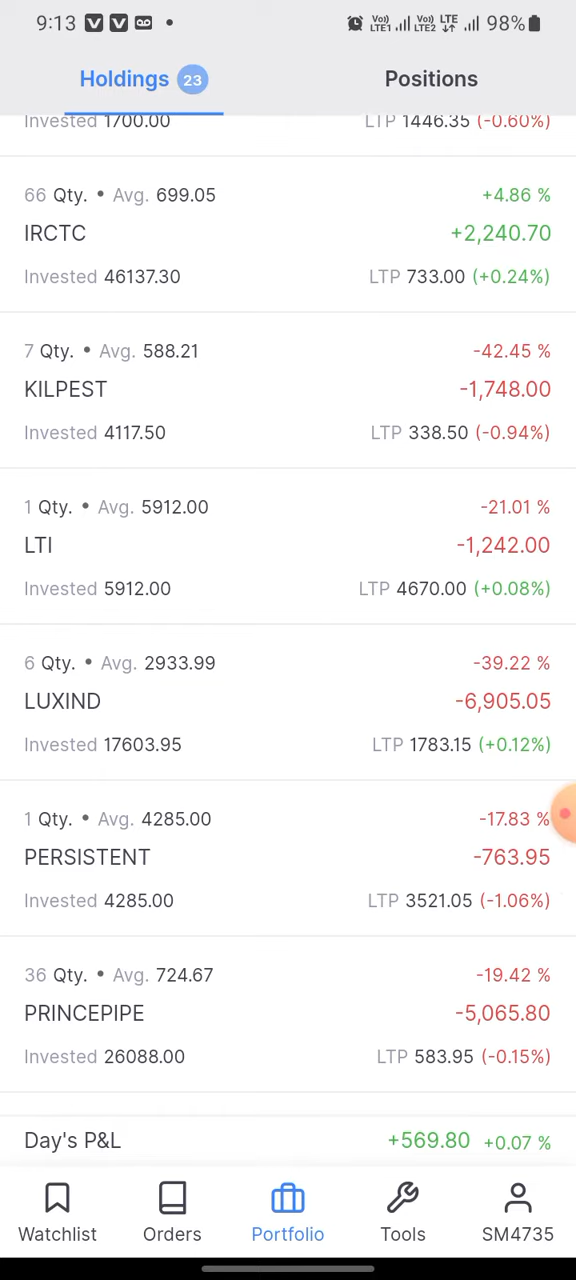 9:13 98%
Holdings 23 Positions
Invested 1700.00 LTP 1446.35 (-0.60%)
66 Qty. • Avg. 699.05 +4.86 %
IRCTC +2,240.70
Invested 46137.30 LTP 733.00 (+0.24%)
7 Qty. • Avg. 588.21 -42.45 %
KILPEST -1,748.00
Invested 4117.50 LTP 338.50 (-0.94%)
1 Qty. • Avg. 5912.00 -21.01 %
LTI -1,242.00
Invested 5912.00 LTP 4670.00 (+0.08%)
6 Qty. • Avg. 2933.99 -39.22 %
LUXIND -6,905.05
Invested 17603.95 LTP 1783.15 (+0.12%)
1 Qty. • Avg. 4285.00 -17.83 %
PERSISTENT -763.95
Invested 4285.00 LTP 3521.05 (-1.06%)
36 Qty. • Avg. 724.67 -19.42 %
PRINCEPIPE -5,065.80
Invested 26088.00 LTP 583.95 (-0.15%)
Day's P&L +569.80 +0.07 %
Watchlist Orders Portfolio Tools SM4735